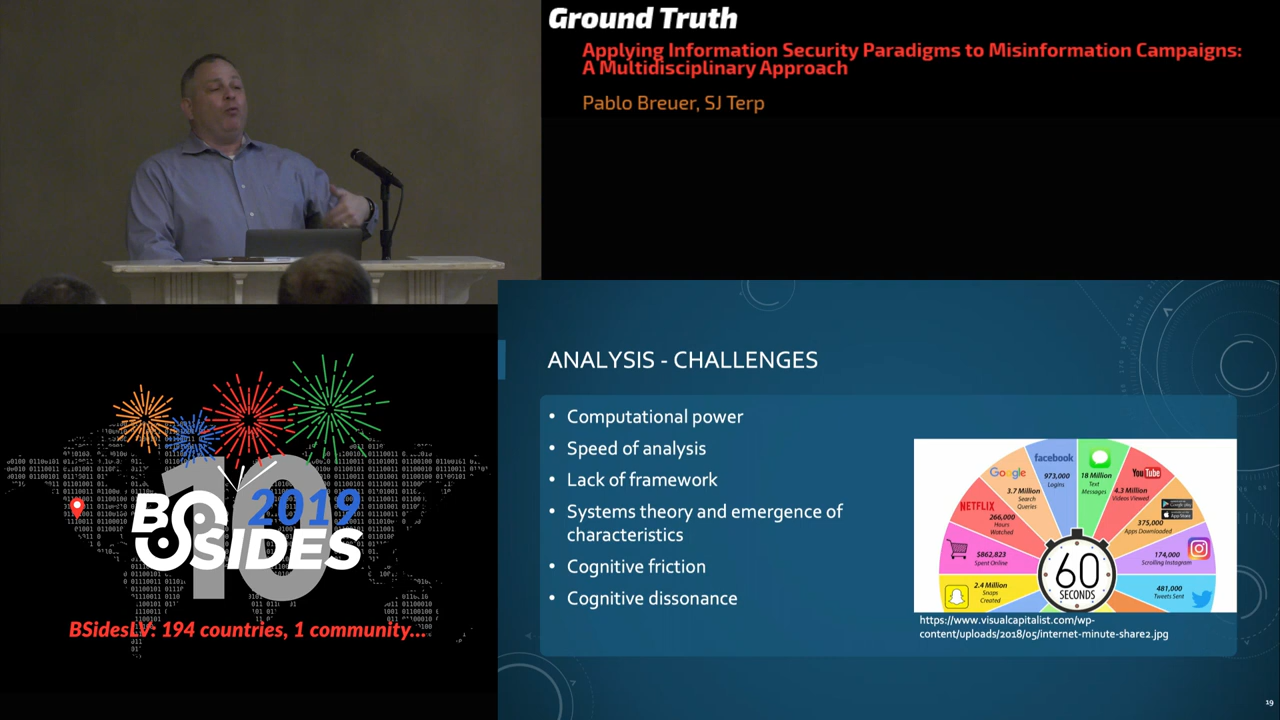 Ground Truth
Applying Information Security Paradigms to Misinformation Campaigns:
A Multidisciplinary Approach
Pablo Breuer, SJ Terp
10
2019
BSIDES
BSidesLV: 194 countries, 1 community...
ANALYSIS - CHALLENGES
• Computational power
• Speed of analysis
• Lack of framework
• Systems theory and emergence of
characteristics
• Cognitive friction
• Cognitive dissonance
facebook
973,000
Logins
18 Million
Text
Messages
YouTube
4.3 Million
Videos Viewed
Google
3.7 Million
Search
Queries
NETFLIX
266,000
Hours
Watched
375,000
Apps Downloaded
$862,823
Spent Online
174,000
Scrolling Instagram
2.4 Million
Snaps
Created
481,000
Tweets Sent
60
SECONDS
https://www.visualcapitalist.com/wp-
content/uploads/2018/05/internet-minute-share2.jpg
19